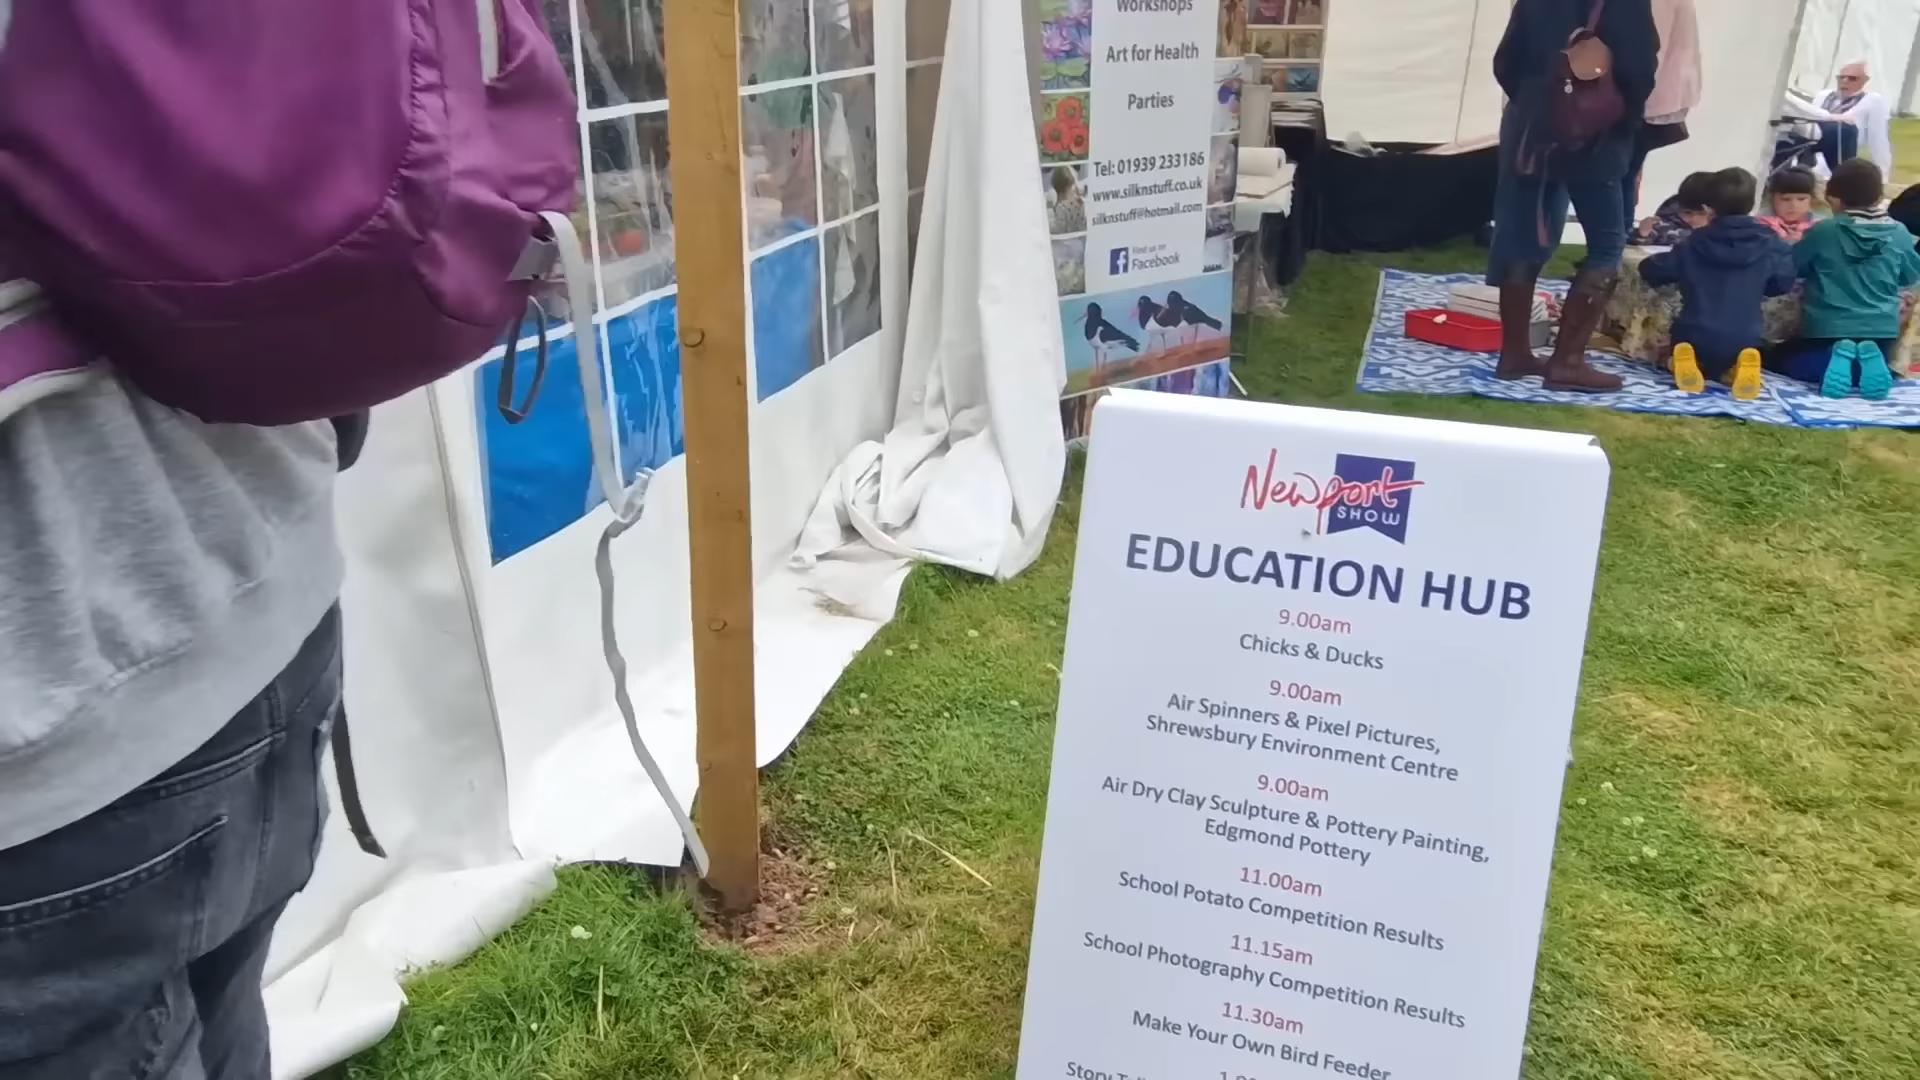 Workshops
Art for Health
Parties
Tel: 01939 233186
www.silknstuff.co.uk
silknstuff@hotmail.com
Find us on
Facebook
Newport
SHOW
EDUCATION HUB
9.00am
Chicks & Ducks
9.00am
Air Spinners & Pixel Pictures,
Shrewsbury Environment Centre
9.00am
Air Dry Clay Sculpture & Pottery Painting,
Edgmond Pottery
11.00am
School Potato Competition Results
11.15am
School Photography Competition Results
11.30am
Make Your Own Bird Feeder
Story